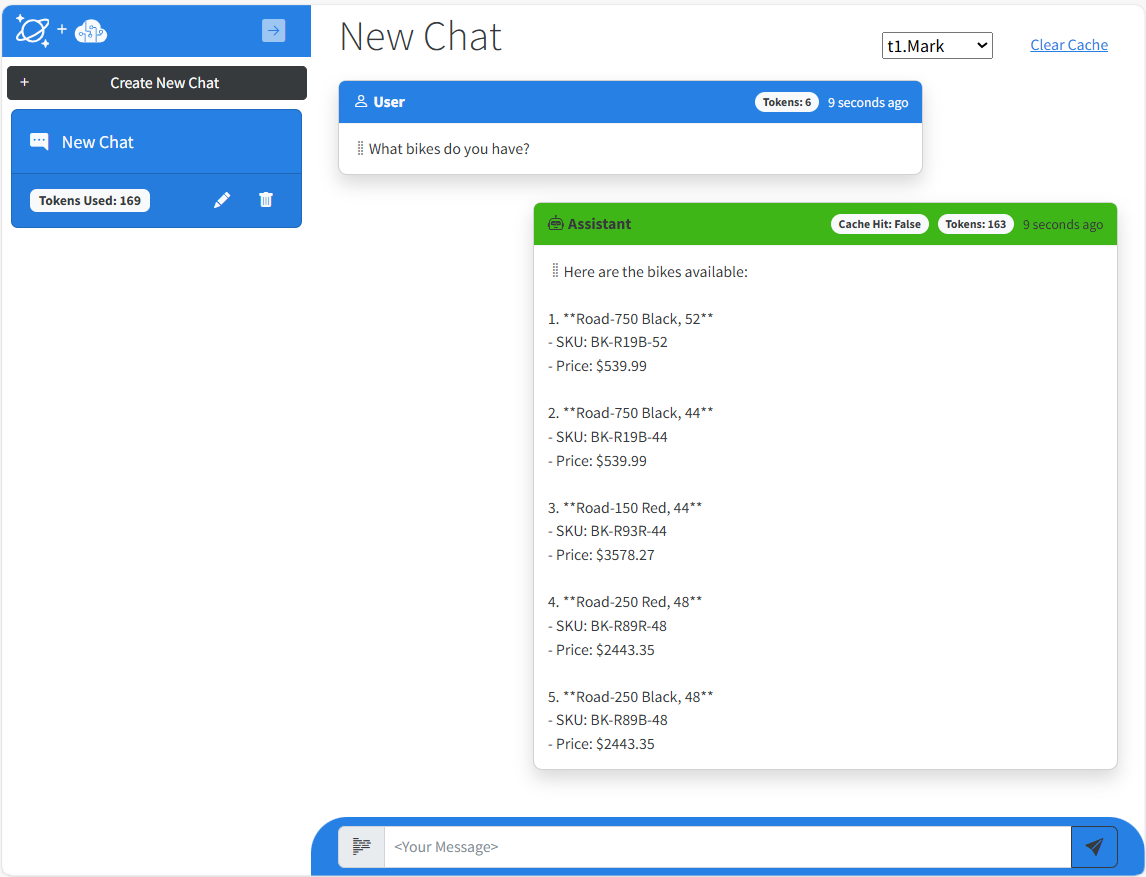 +
New Chat
t1.Mark
Clear Cache
+ Create New Chat
New Chat
Tokens Used: 169
User
Tokens: 6
9 seconds ago
What bikes do you have?
Assistant
Cache Hit: False
Tokens: 163
9 seconds ago
Here are the bikes available:
1. **Road-750 Black, 52**
- SKU: BK-R19B-52
- Price: $539.99
2. **Road-750 Black, 44**
- SKU: BK-R19B-44
- Price: $539.99
3. **Road-150 Red, 44**
- SKU: BK-R93R-44
- Price: $3578.27
4. **Road-250 Red, 48**
- SKU: BK-R89R-48
- Price: $2443.35
5. **Road-250 Black, 48**
- SKU: BK-R89B-48
- Price: $2443.35
<Your Message>